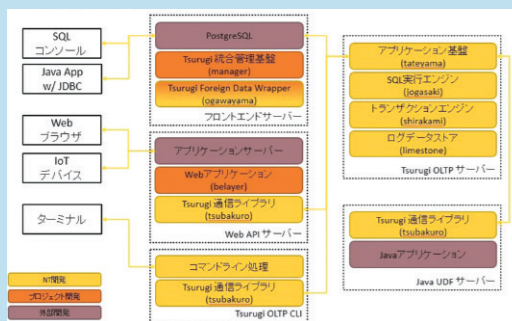 SQL
コンソール
Java App
w/ JDBC
Web
ブラウザ
IoT
デバイス
ターミナル
NT開発
プロジェクト開発
外部開発
PostgreSQL
Tsurugi 統合管理基盤
(manager)
Tsurugi Foreign Data Wrapper
(ogawayama)
フロントエンドサーバー
アプリケーションサーバー
Webアプリケーション
(belayer)
Tsurugi 通信ライブラリ
(tsubakuro)
Web API サーバー
コマンドライン処理
Tsurugi 通信ライブラリ
(tsubakuro)
Tsurugi OLTP CLI
アプリケーション基盤
(tateyama)
SQL実行エンジン
(jogasaki)
トランザクションエンジン
(shirakami)
ログデータストア
(limestone)
Tsurugi OLTP サーバー
Tsurugi 通信ライブラリ
(tsubakuro)
Javaアプリケーション
Java UDF サーバー